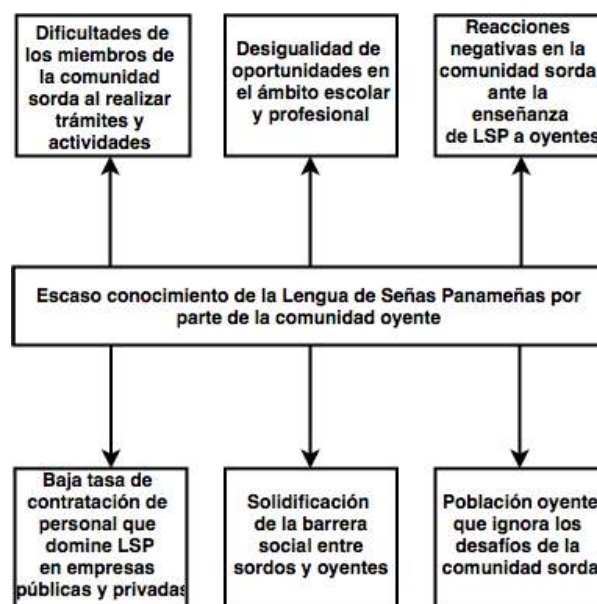 Dificultades de
los miembros de
la comunidad
sorda al realizar
trámites y
actividades
Desigualdad de
oportunidades en
el ámbito escolar
y profesional
Reacciones
negativas en la
comunidad sorda
ante la
enseñanza
de LSP a oyentes
Escaso conocimiento de la Lengua de Señas Panameñas por
parte de la comunidad oyente
Baja tasa de
contratación de
personal que
domine LSP
en empresas
públicas y privadas
Solidificación
de la barrera
social entre
sordos y oyentes
Población oyente
que ignora los
desafíos de la
comunidad sorda